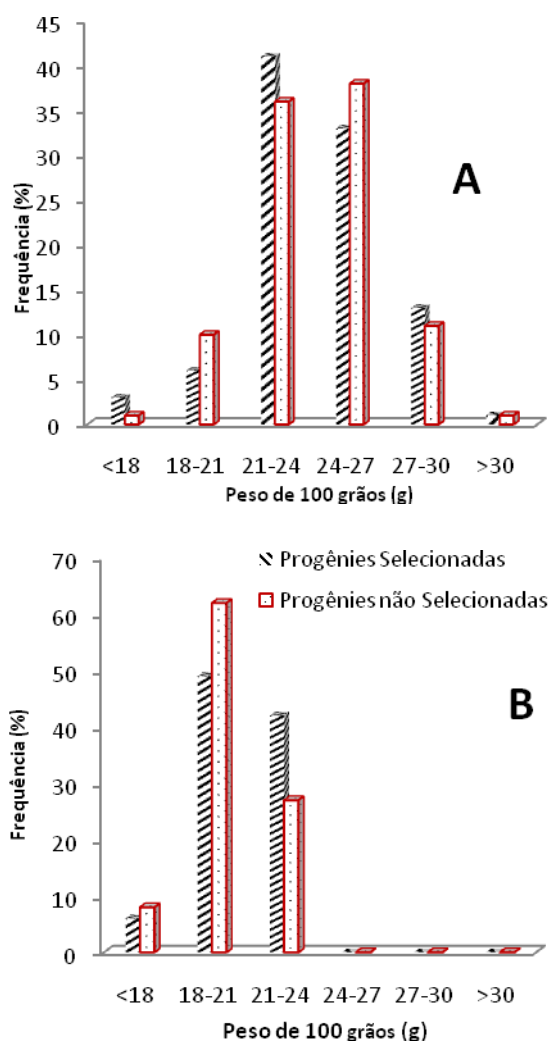 45
40
35
30
25
20
15
10
5
0
Frequência (%)
A
<18 18-21 21-24 24-27 27-30 >30
Peso de 100 grãos (g)
70
60
50
40
30
20
10
0
Frequência (%)
Progênies Selecionadas
Progênies não Selecionadas
B
<18 18-21 21-24 24-27 27-30 >30
Peso de 100 grãos (g)